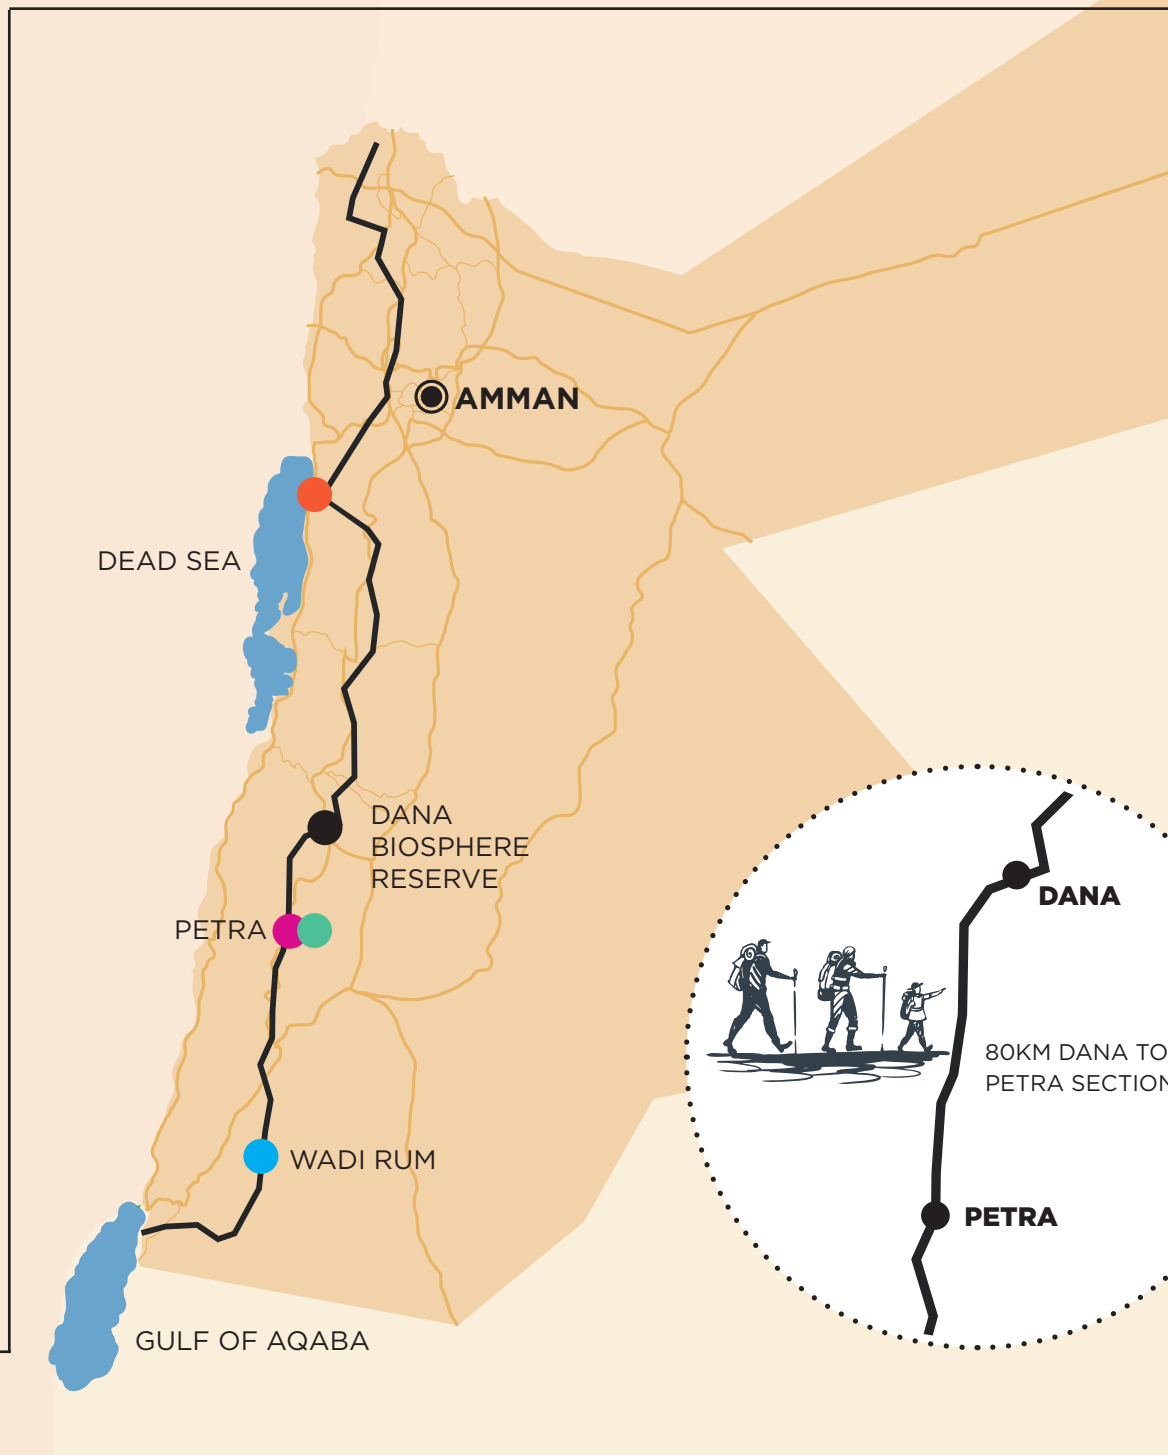 AMMAN
DEAD SEA
DANA
BIOSPHERE
RESERVE
PETRA
DANA
80KM DANA TO
PETRA SECTION
WADI RUM
PETRA
GULF OF AQABA